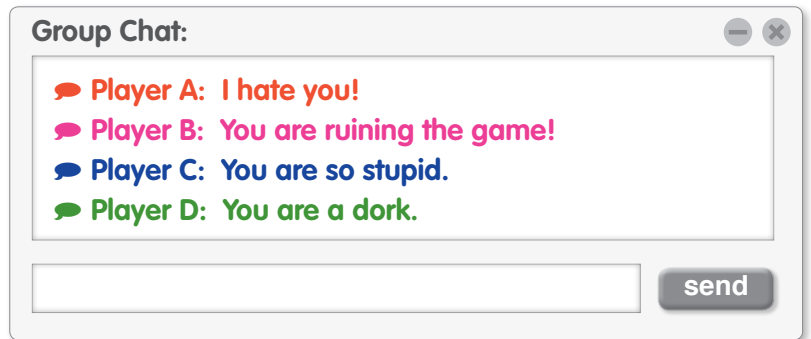 Group Chat:
Player A: I hate you!
Player B: You are ruining the game!
Player C: You are so stupid.
Player D: You are a dork.
send